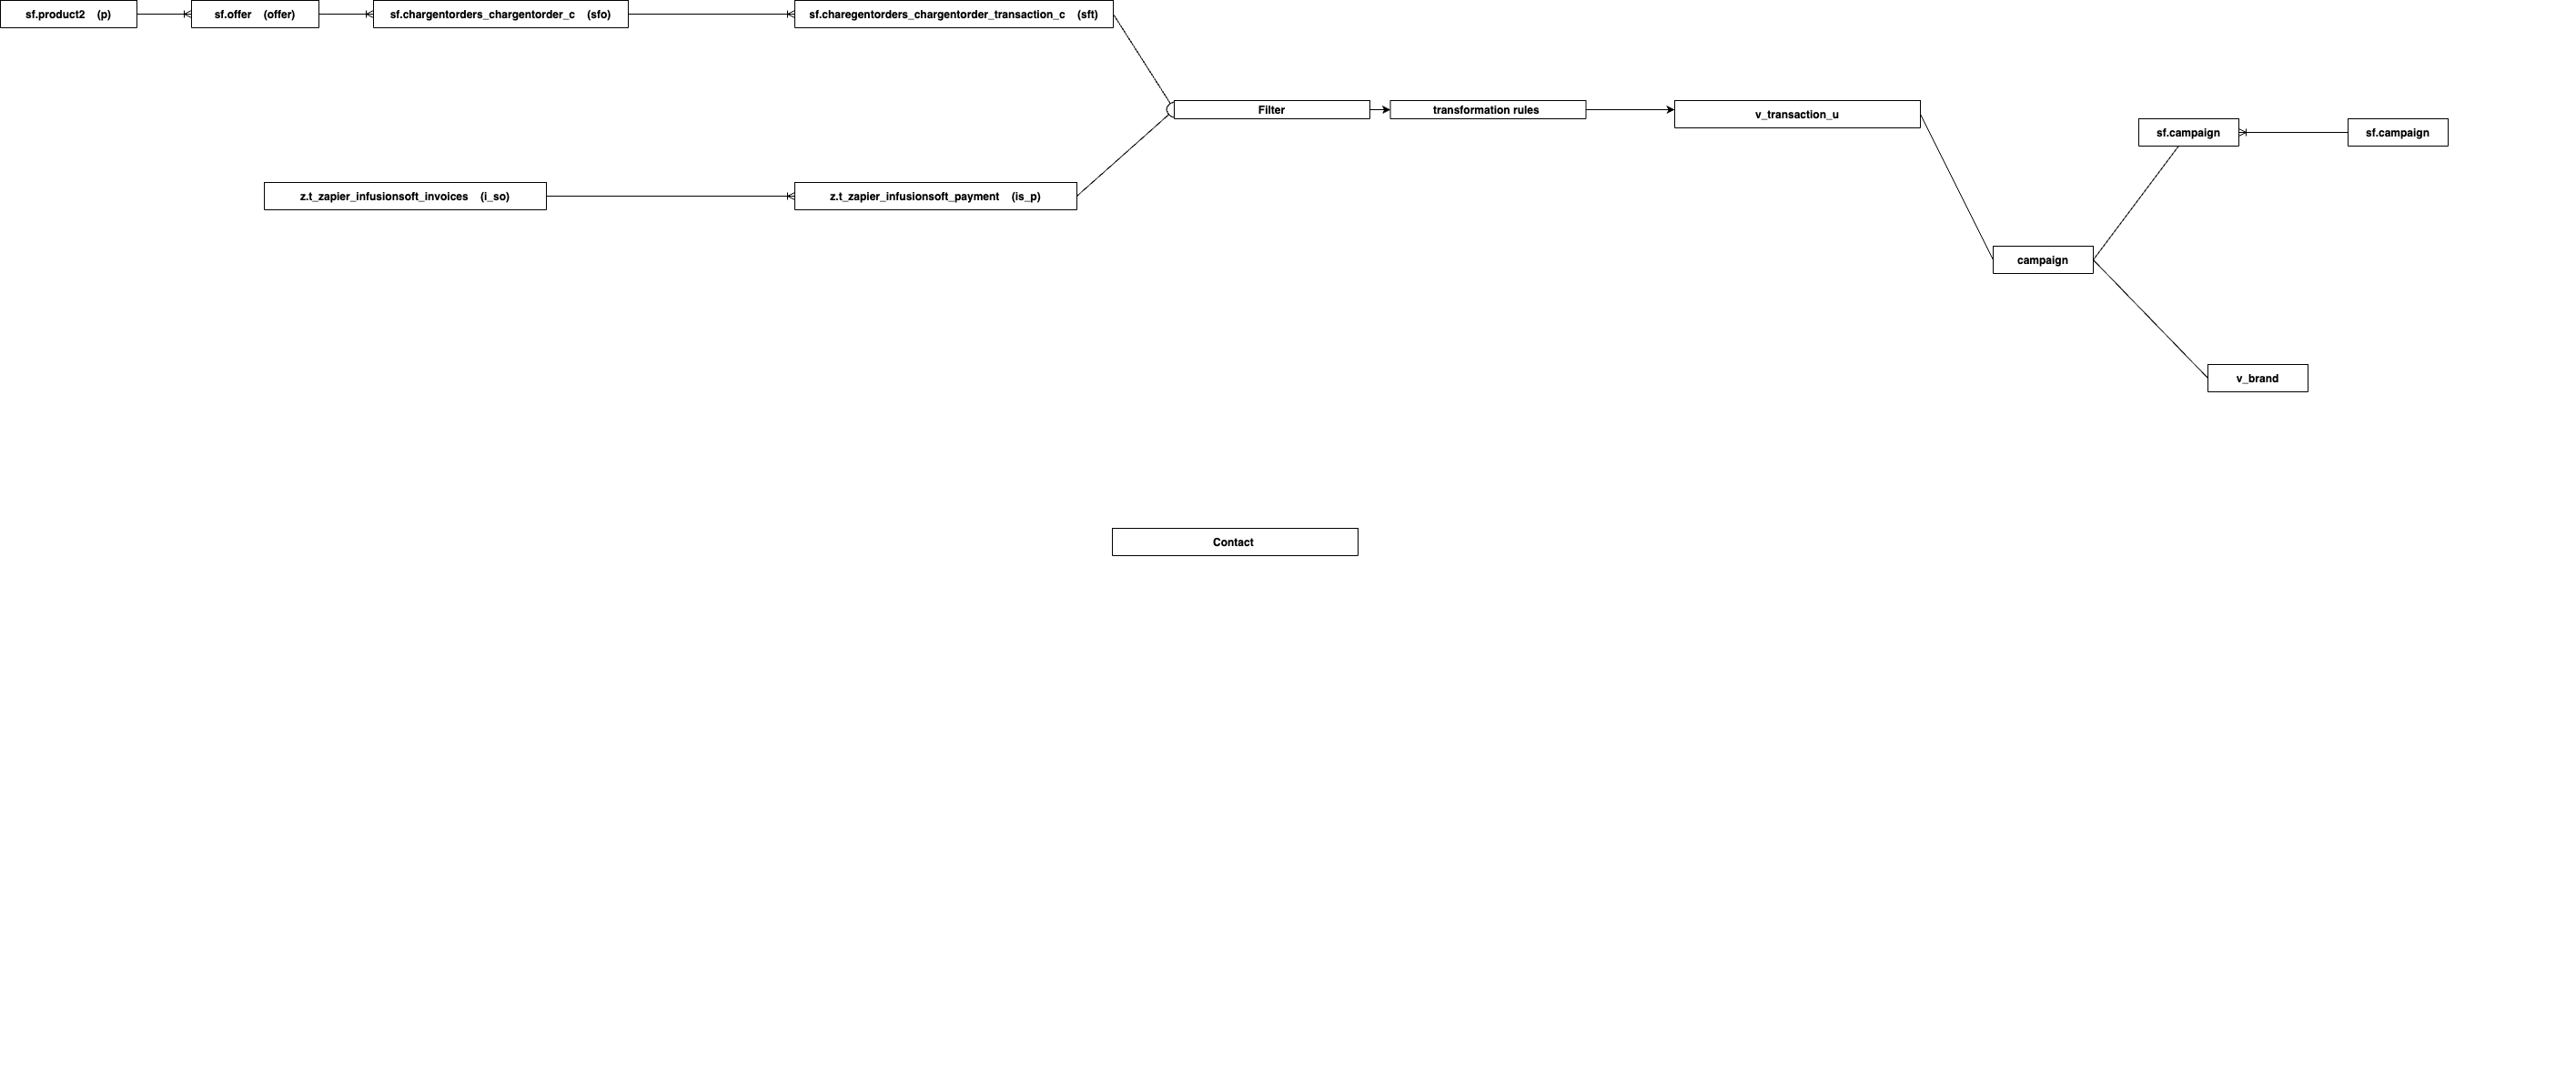 sf.product2 (p)
sf.offer (offer)
sf.chargentorders_chargentorder_c (sfo)
sf.charegentorders_chargentorder_transaction_c (sft)
Filter
transformation rules
v_transaction_u
sf.campaign
sf.campaign
z.t_zapier_infusionsoft_invoices (i_so)
z.t_zapier_infusionsoft_payment (is_p)
campaign
v_brand
Contact